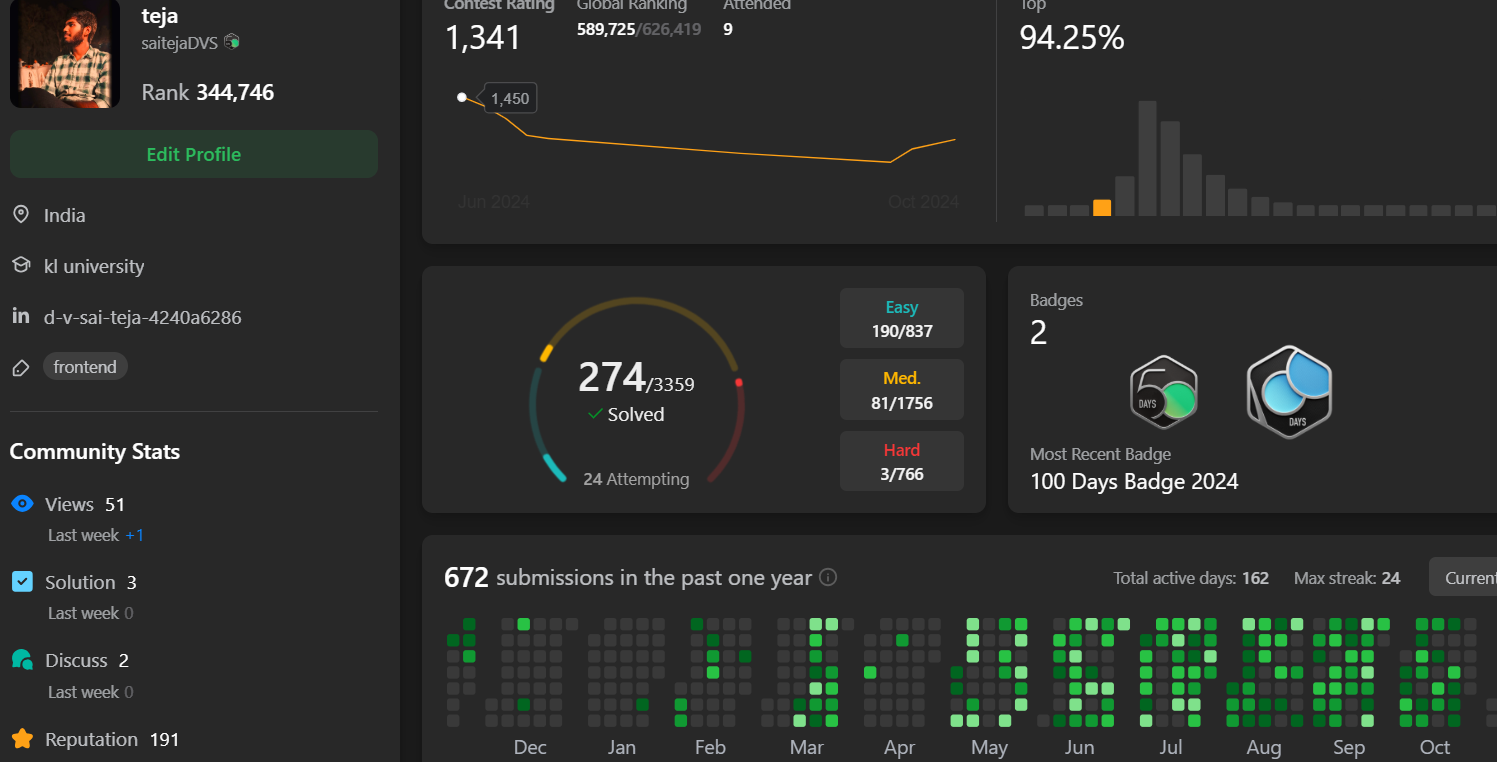 teja
saitejaDVS
Rank 344,746
Edit Profile
India
kl university
d-v-sai-teja-4240a6286
frontend
Community Stats
Views 51
Last week +1
Solution 3
Last week 0
Discuss 2
Last week 0
Reputation 191
Contest Rating
1,341
Global Ranking
589,725/626,419
Attended
9
1,450
Jun 2024
Oct 2024
Top
94.25%
274/3359
Solved
24 Attempting
Easy
190/837
Med.
81/1756
Hard
3/766
Badges
2
50
DAYS
DAYS
Most Recent Badge
100 Days Badge 2024
672 submissions in the past one year
Total active days: 162
Max streak: 24
Current
Dec
Jan
Feb
Mar
Apr
May
Jun
Jul
Aug
Sep
Oct